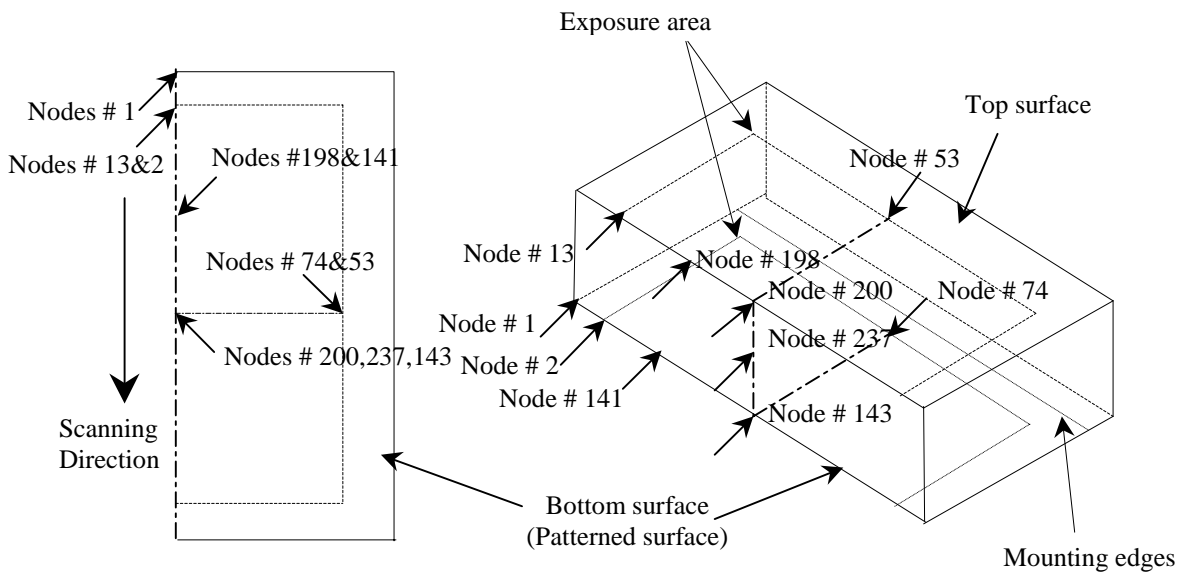 Exposure area
Nodes # 1
Top surface
Nodes # 13&2
Nodes #198&141
Node # 53
Node # 13
Node # 198
Nodes # 74&53
Node # 200
Node # 74
Node # 1
Node # 237
Nodes # 200,237,143
Node # 2
Node # 141
Node # 143
Scanning
Direction
Bottom surface
(Patterned surface)
Mounting edges